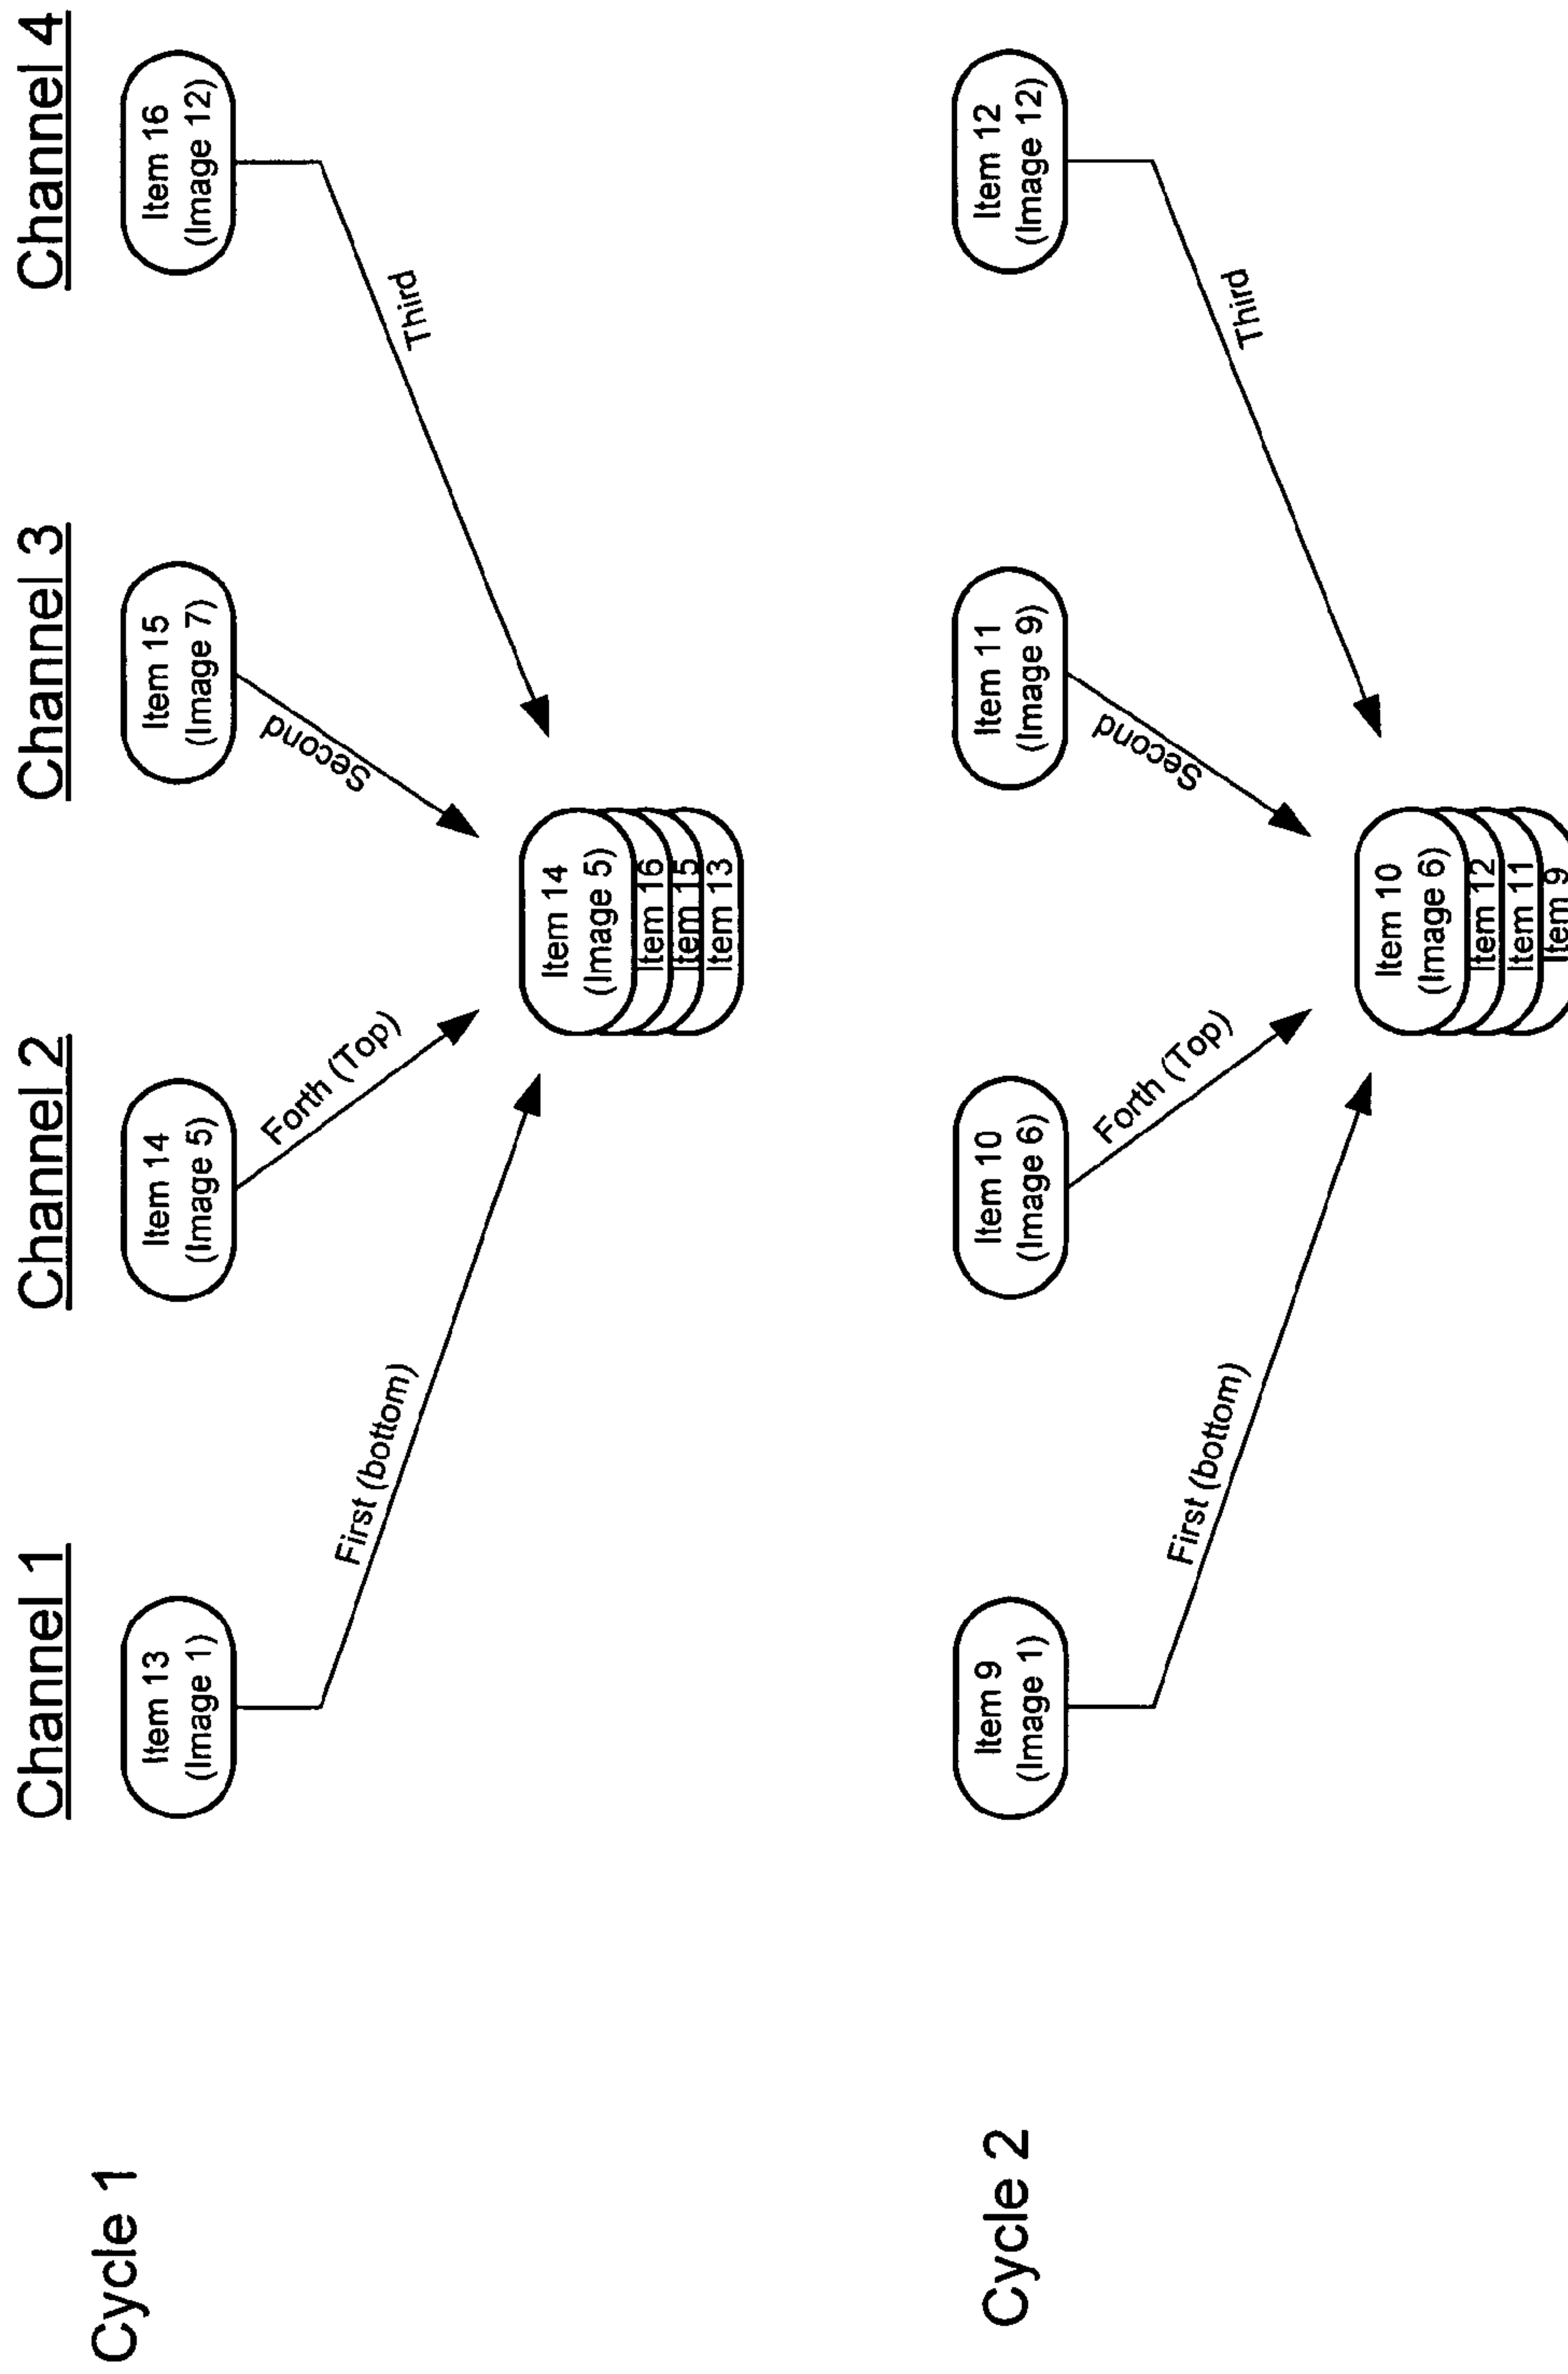 Channel 1
Channel 2
Channel 3
Channel 4
Cycle 1
Item 13
(Image 1)
Item 14
(Image 5)
Item 15
(Image 7)
Item 16
(Image 12)
First (bottom)
Forth (Top)
Second
Third
Item 14
(Image 5)
Item 16
Item 15
Item 13
Cycle 2
Item 9
(Image 1)
Item 10
(Image 6)
Item 11
(Image 9)
Item 12
(Image 12)
First (bottom)
Forth (Top)
Second
Third
Item 10
(Image 6)
Item 12
Item 11
Item 9